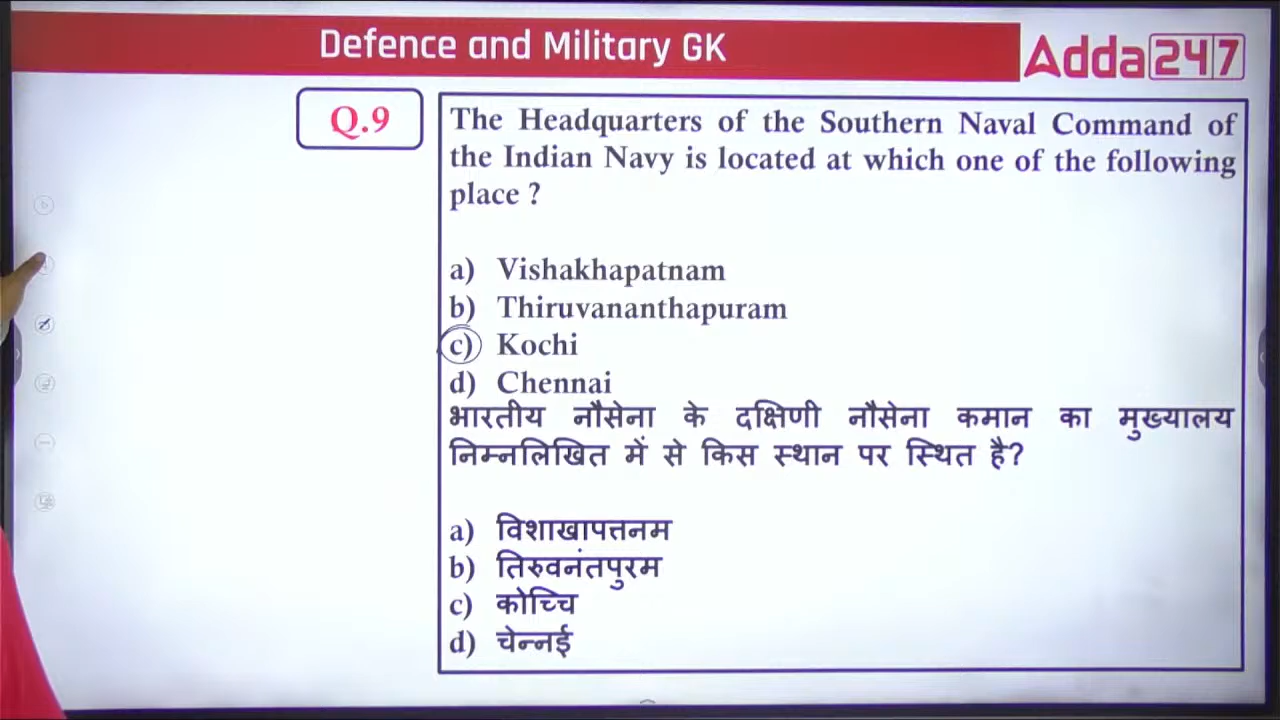 Defence and Military GK
Adda247
Q.9
The Headquarters of the Southern Naval Command of
the Indian Navy is located at which one of the following
place ?
a) Vishakhapatnam
b) Thiruvananthapuram
c) Kochi
d) Chennai
भारतीय नौसेना के दक्षिणी नौसेना कमान का मुख्यालय
निम्नलिखित में से किस स्थान पर स्थित है?
a) विशाखापत्तनम
b) तिरुवनंतपुरम
c) कोच्चि
d) चेन्नई